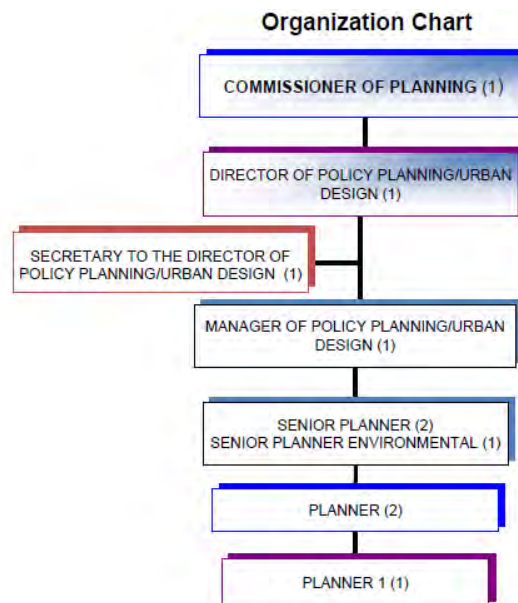 Organization Chart
COMMISSIONER OF PLANNING (1)
DIRECTOR OF POLICY PLANNING/URBAN
DESIGN (1)
SECRETARY TO THE DIRECTOR OF
POLICY PLANNING/URBAN DESIGN (1)
MANAGER OF POLICY PLANNING/URBAN
DESIGN (1)
SENIOR PLANNER (2)
SENIOR PLANNER ENVIRONMENTAL (1)
PLANNER (2)
PLANNER 1 (1)